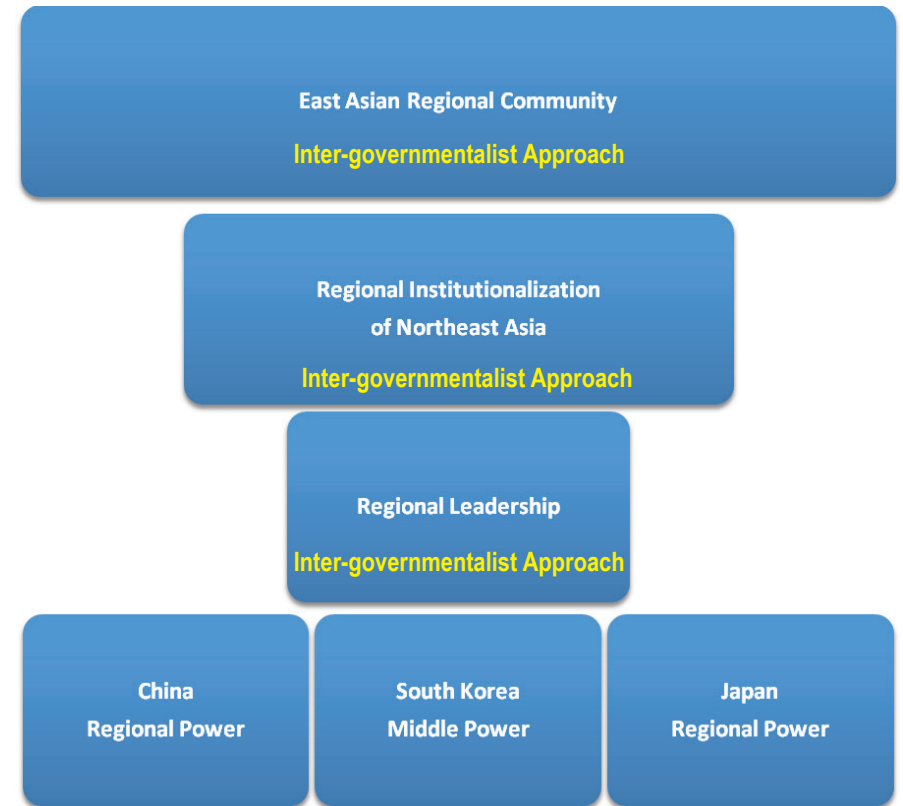 East Asian Regional Community
Inter-governmentalist Approach
Regional Institutionalization
of Northeast Asia
Inter-governmentalist Approach
Regional Leadership
Inter-governmentalist Approach
China
Regional Power
South Korea
Middle Power
Japan
Regional Power